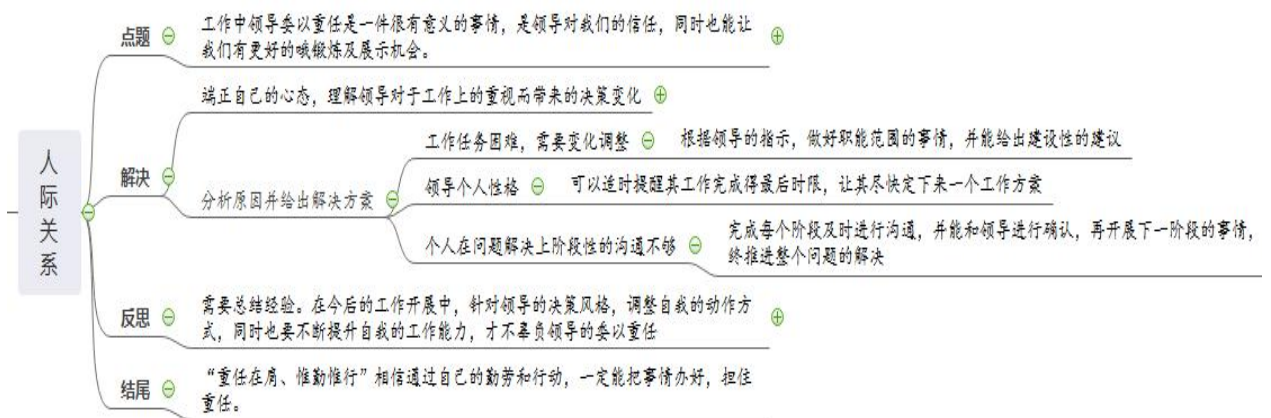 人际关系
点题
工作中领导委以重任是一件很有意义的事情，是领导对我们的信任，同时也能让
我们有更好的哦锻炼及展示机会。
解决
端正自己的心态，理解领导对于工作上的重视而带来的决策变化
分析原因并给出解决方案
工作任务困难，需要变化调整
根据领导的指示，做好职能范围的事情，并能给出建设性的建议
领导个人性格
可以适时提醒其工作完成得最后时限，让其尽快定下来一个工作方案
个人在问题解决上阶段性的沟通不够
完成每个阶段及时进行沟通，并能和领导进行确认，再开展下一阶段的事情，
终推进整个问题的解决
反思
需要总结经验。在今后的工作开展中，针对领导的决策风格，调整自我的动作方
式，同时也要不断提升自我的工作能力，才不辜负领导的委以重任
结尾
“重任在肩、惟勤惟行”相信通过自己的勤劳和行动，一定能把事情办好，担住
重任。